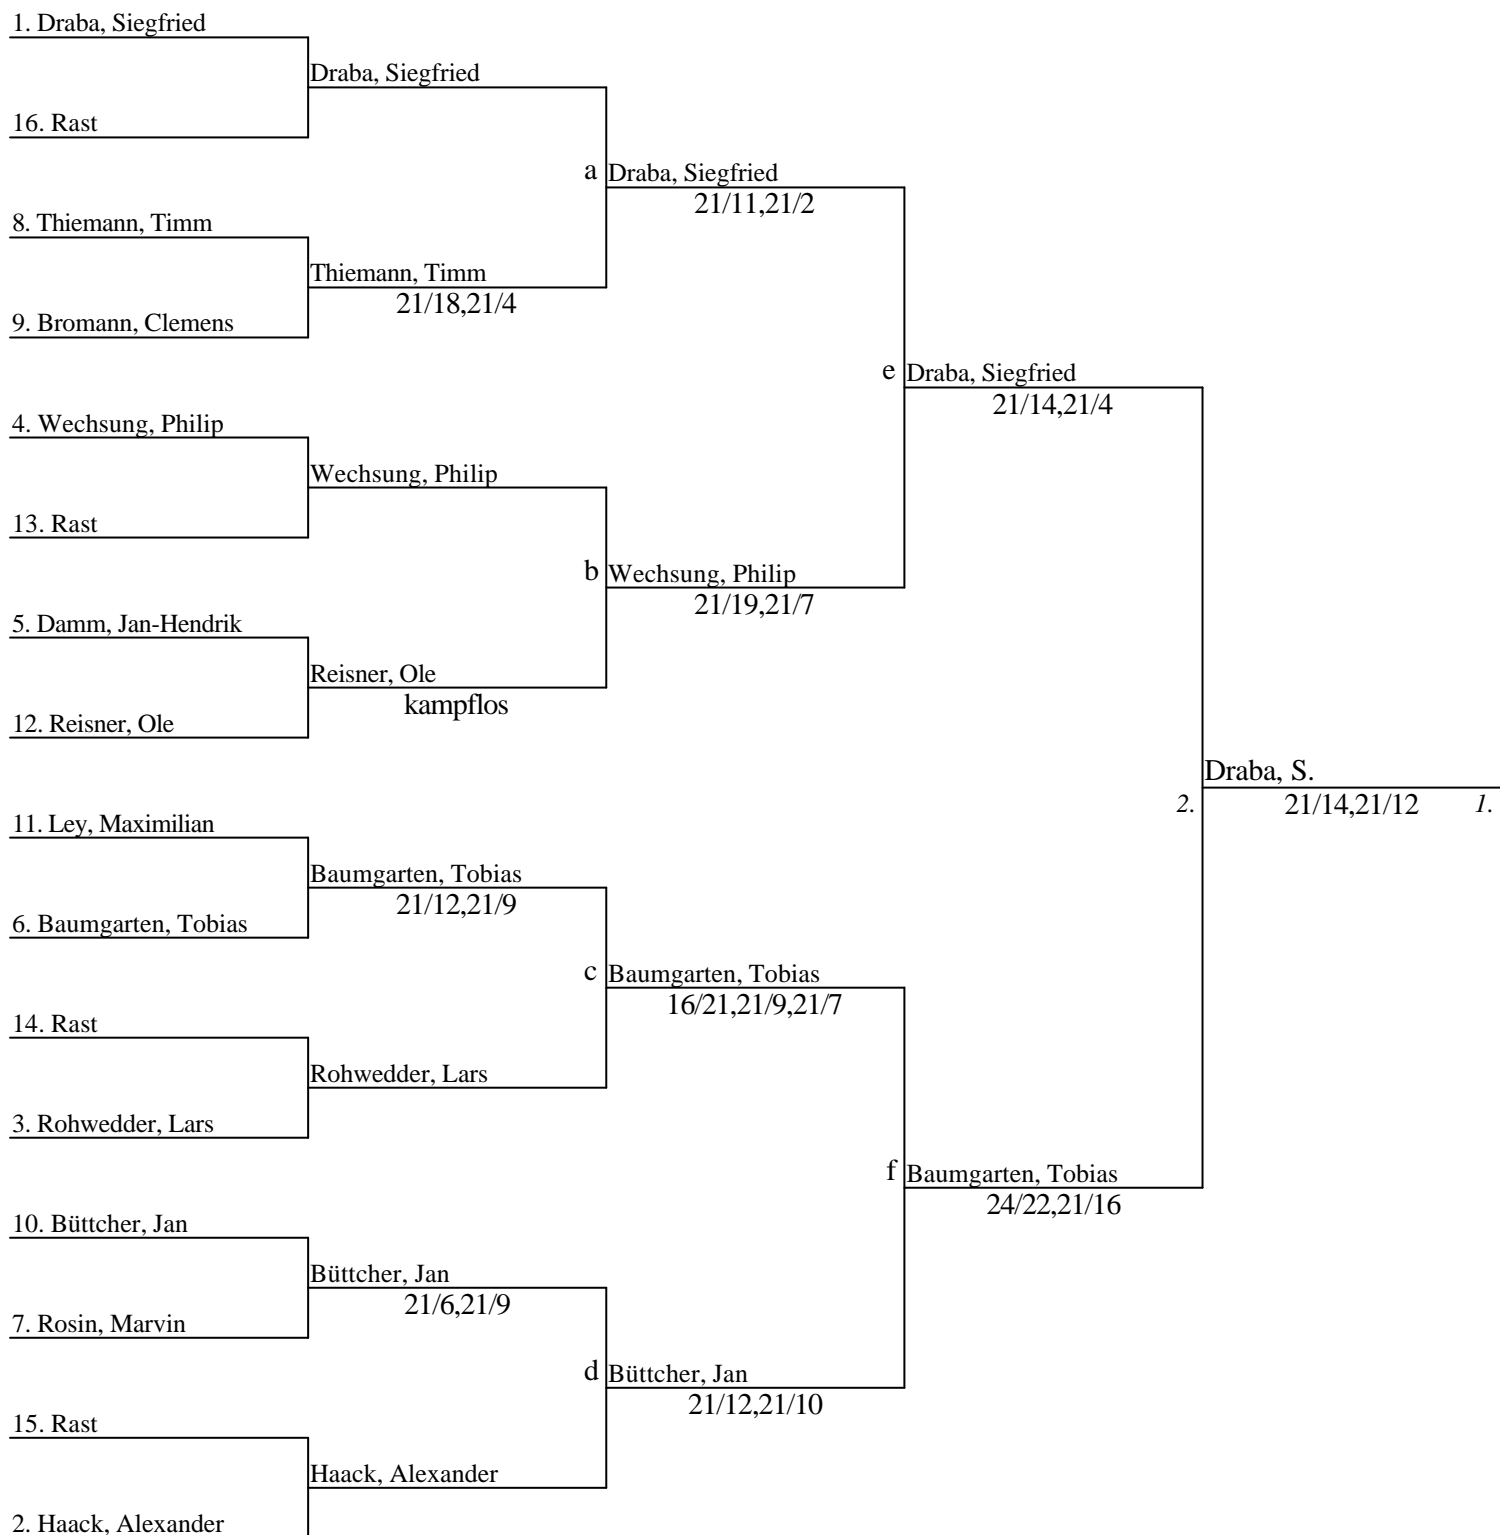 1. Draba, Siegfried
Draba, Siegfried
16. Rast
a Draba, Siegfried
21/11,21/2
8. Thiemann, Timm
Thiemann, Timm
21/18,21/4
9. Bromann, Clemens
e Draba, Siegfried
21/14,21/4
4. Wechsung, Philip
Wechsung, Philip
13. Rast
b Wechsung, Philip
21/19,21/7
5. Damm, Jan-Hendrik
Reisner, Ole
kampflos
12. Reisner, Ole
Draba, S.
2. 21/14,21/12 1.
11. Ley, Maximilian
Baumgarten, Tobias
21/12,21/9
6. Baumgarten, Tobias
c Baumgarten, Tobias
16/21,21/9,21/7
14. Rast
Rohwedder, Lars
3. Rohwedder, Lars
f Baumgarten, Tobias
24/22,21/16
10. Büttcher, Jan
Büttcher, Jan
21/6,21/9
7. Rosin, Marvin
d Büttcher, Jan
21/12,21/10
15. Rast
Haack, Alexander
2. Haack, Alexander